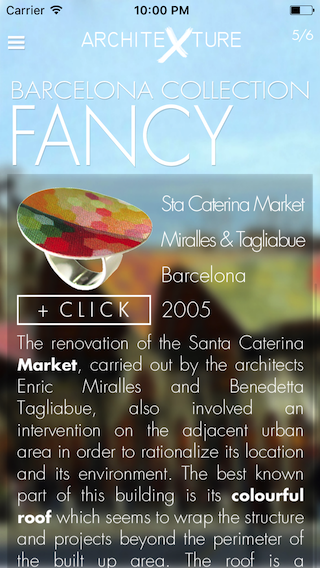 Carrier 10:00 PM
ARCHITEXTURE 5/6
BARCELONA COLLECTION
FANCY
Sta Caterina Market
Miralles & Tagliabue
Barcelona
+ CLICK 2005
The renovation of the Santa Caterina
Market, carried out by the architects
Enric Miralles and Benedetta
Tagliabue, also involved an
intervention on the adjacent urban
area in order to rationalize its location
and its environment. The best known
part of this building is its colourful
roof which seems to wrap the structure
and projects beyond the perimeter of
the built up area. The roof is a